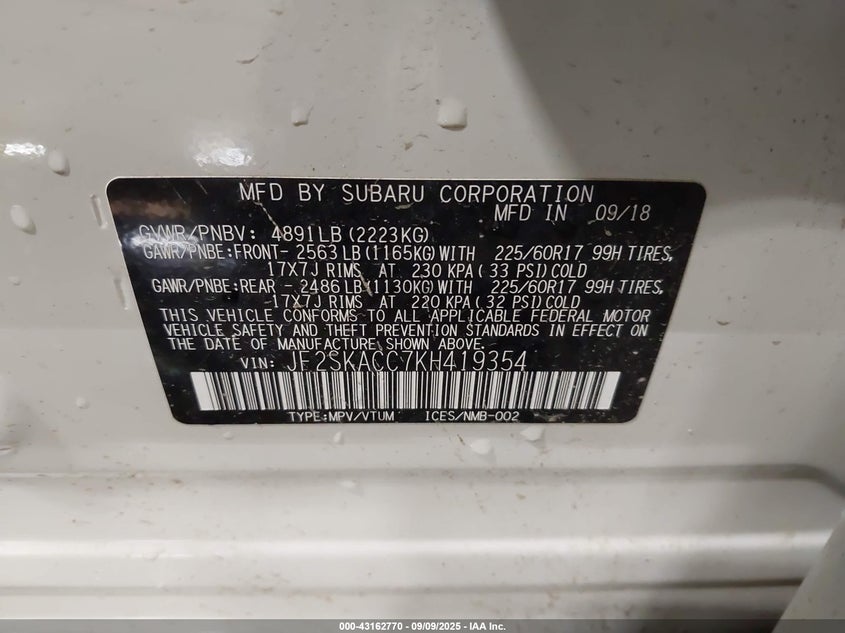 MFD BY SUBARU CORPORATION
MFD IN 09/18
GVWR/PNBV: 4891LB(2223KG)
GAWR/PNBE:FRONT- 2563LB(1165KG)WITH 225/60R17 99H TIRES,
17X7J RIMS AT 230 KPA( 33 PSI)COLD
GAWR/PNBE:REAR - 2486LB(1130KG)WITH 225/60R17 99H TIRES,
17X7J RIMS AT 220 KPA( 32 PSI)COLD
THIS VEHICLE CONFORMS TO ALL APPLICABLE FEDERAL MOTOR
VEHICLE SAFETY AND THEFT PREVENTION STANDARDS IN EFFECT ON
THE DATE OF MANUFACTURE SHOWN ABOVE.
VIN: JF2SKACC7KH419354
TYPE:MPV/VTUM ICES/NMB-002
000-43162770 - 09/09/2025 - IAA Inc.